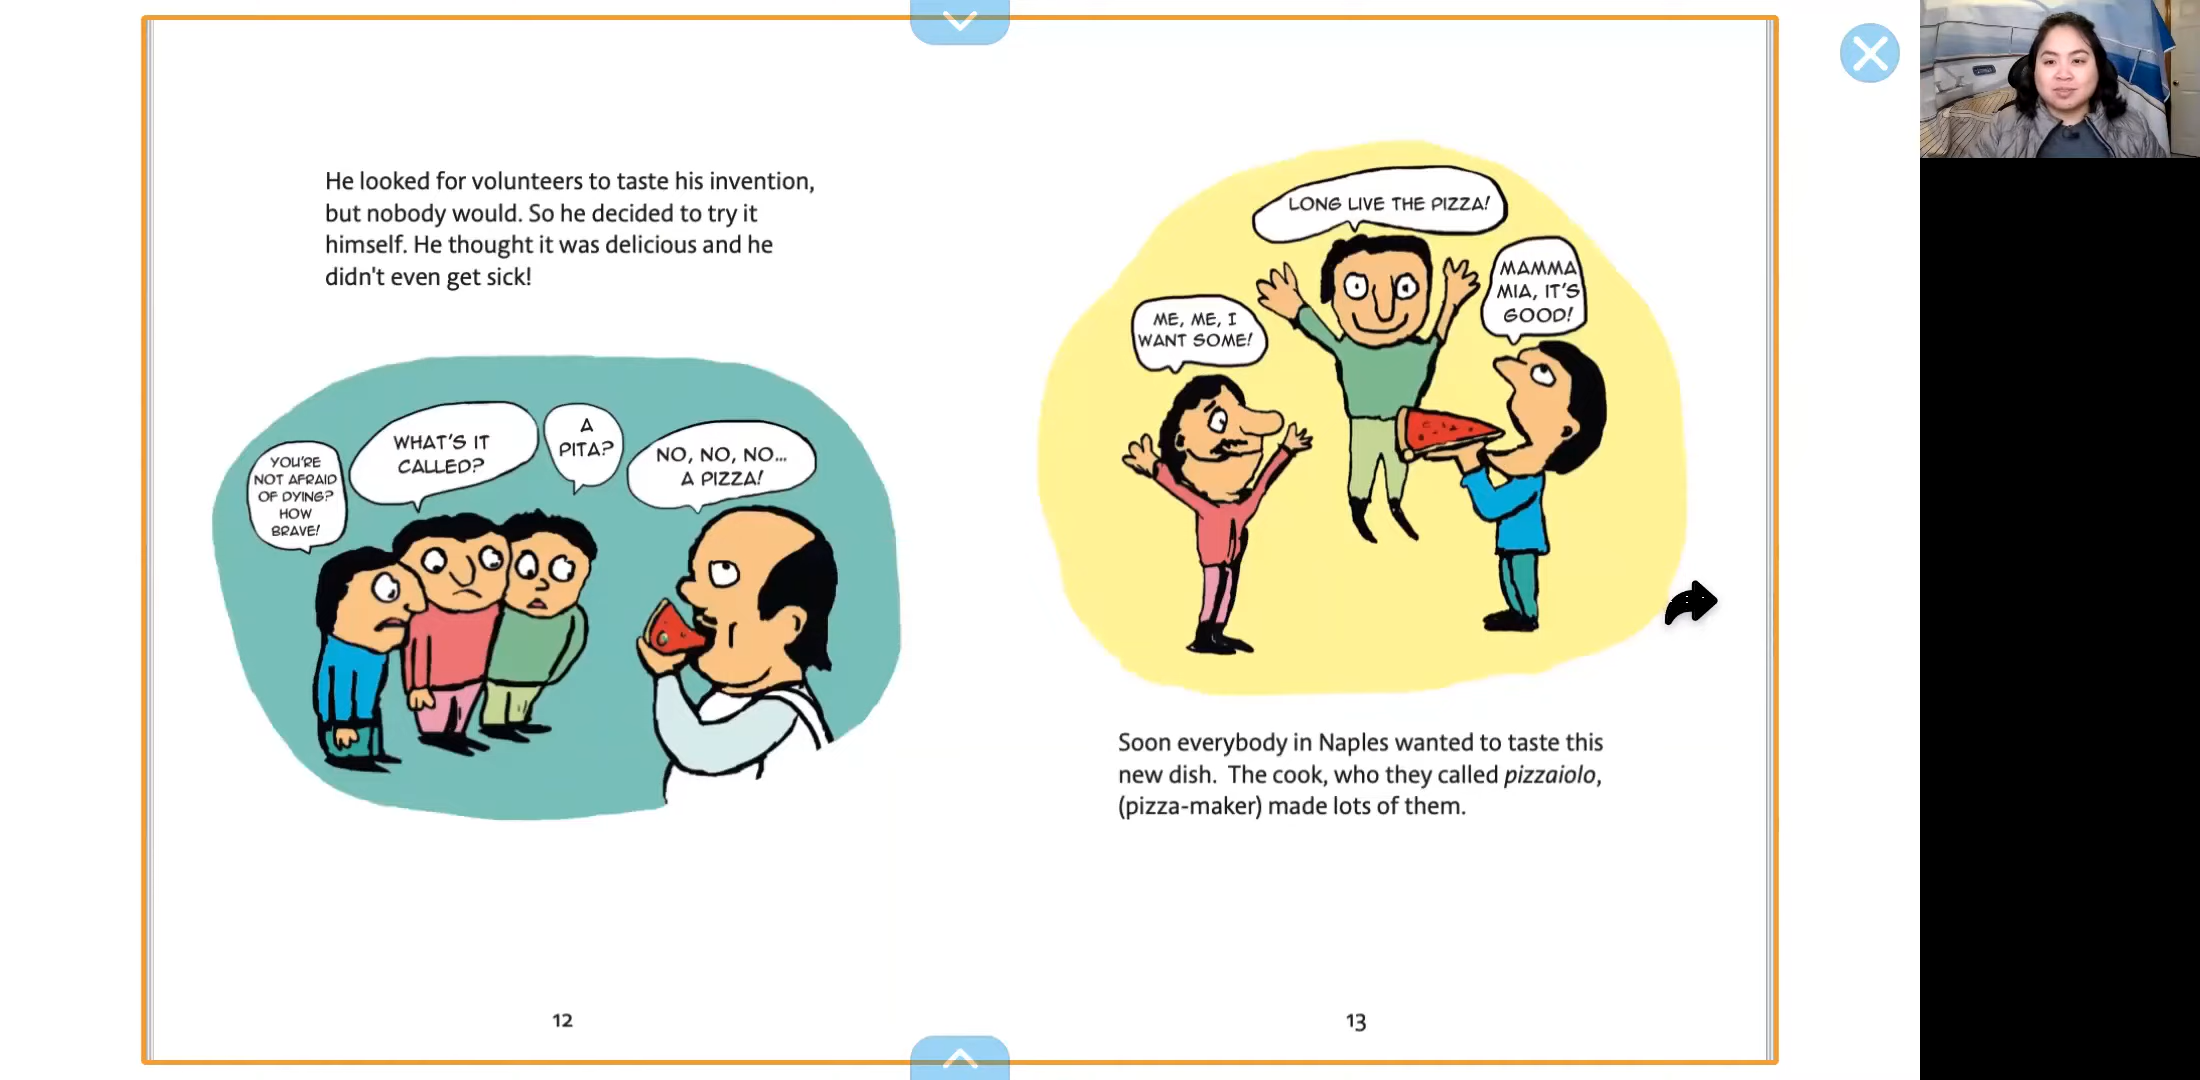 He looked for volunteers to taste his invention,
but nobody would. So he decided to try it
himself. He thought it was delicious and he
didn't even get sick!
YOU'RE
NOT AFRAID
OF DYING?
HOW
BRAVE!
WHAT'S IT
CALLED?
A
PITA?
NO, NO, NO...
A PIZZA!
12
LONG LIVE THE PIZZA!
ME, ME, I
WANT SOME!
MAMMA
MIA, IT'S
GOOD!
Soon everybody in Naples wanted to taste this
new dish.  The cook, who they called pizzaiolo,
(pizza-maker) made lots of them.
13